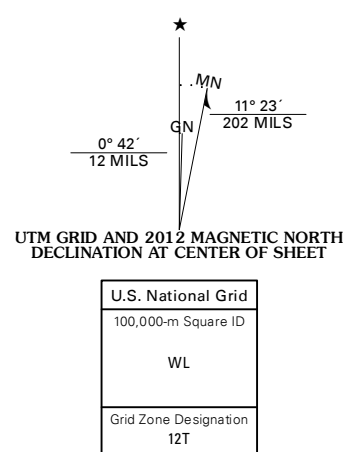 ★
MN
11° 23´
202 MILS
GN
0° 42´
12 MILS
UTM GRID AND 2012 MAGNETIC NORTH
DECLINATION AT CENTER OF SHEET
U.S. National Grid
100,000-m Square ID
WL
Grid Zone Designation
12T